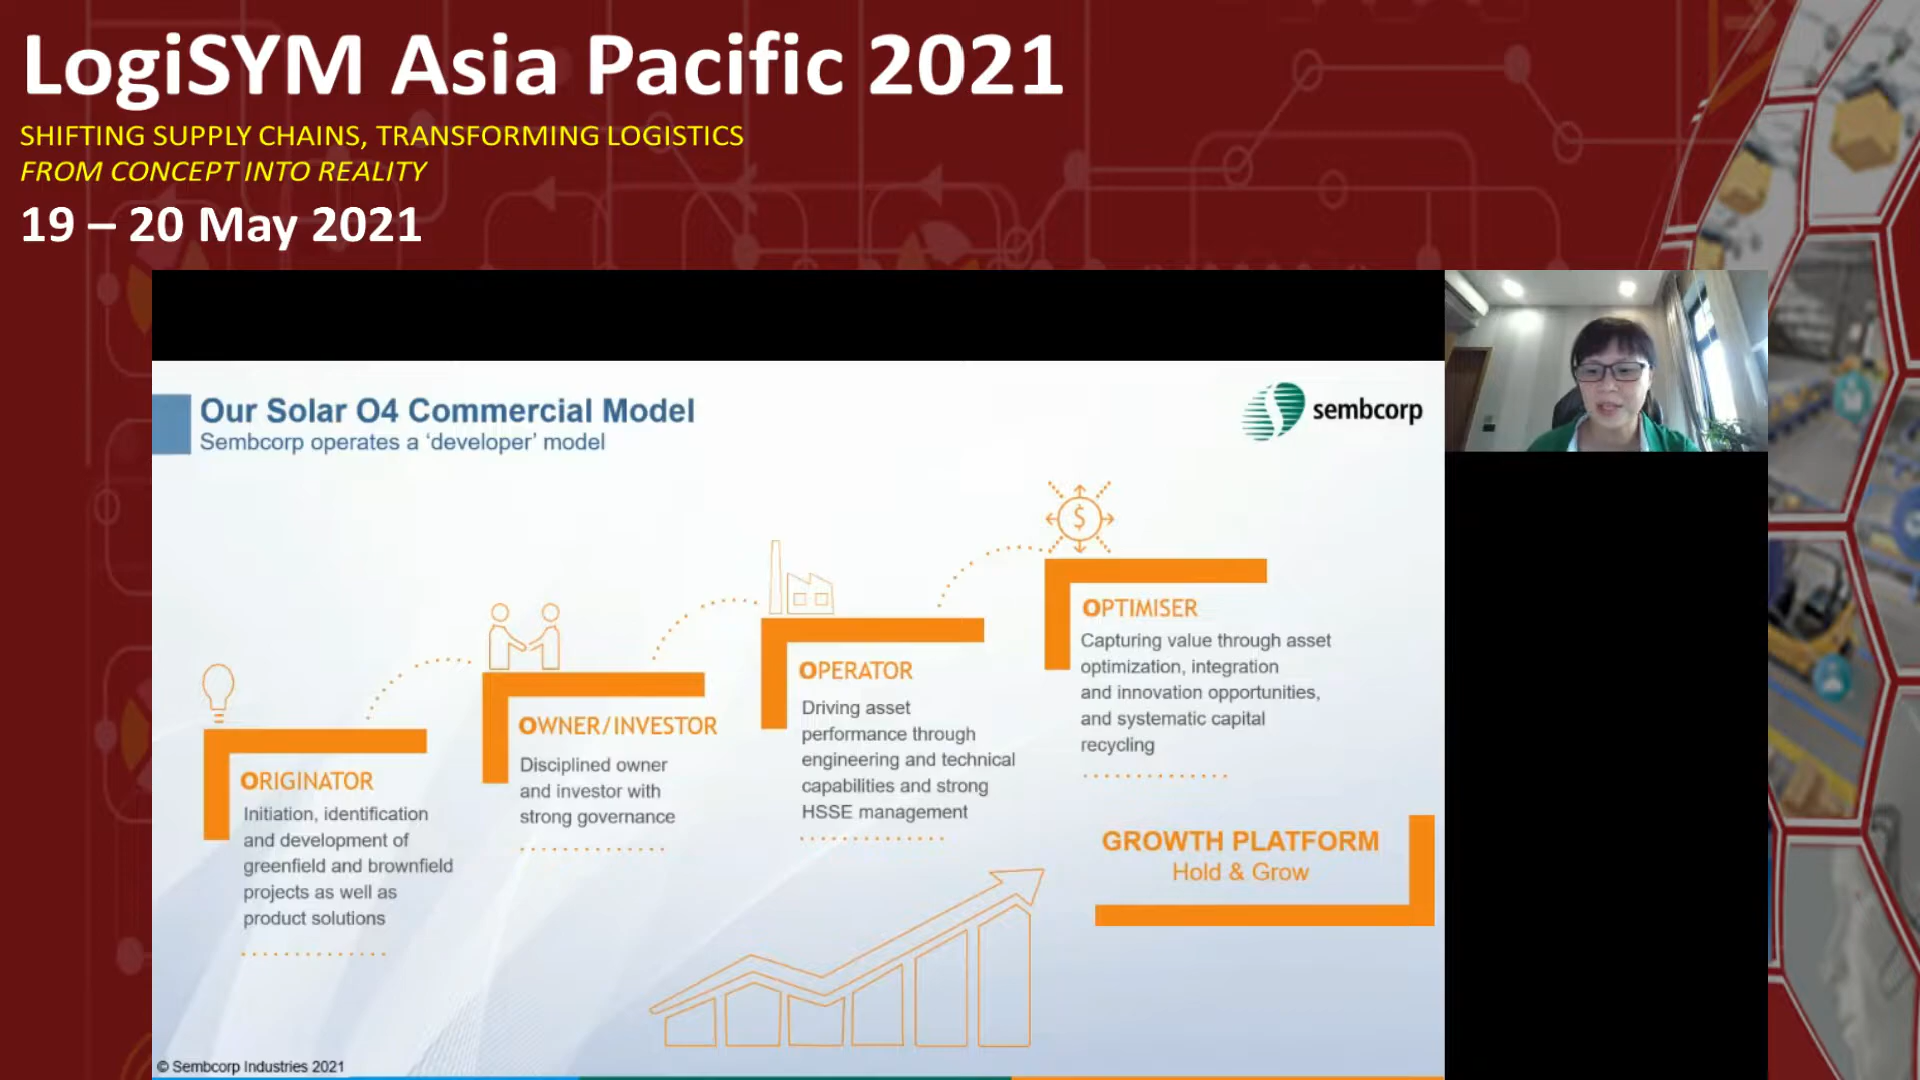 LogiSYM Asia Pacific 2021
SHIFTING SUPPLY CHAINS, TRANSFORMING LOGISTICS
FROM CONCEPT INTO REALITY
19 – 20 May 2021
Our Solar O4 Commercial Model
Sembcorp operates a ‘developer’ model
sembcorp
ORIGINATOR
Initiation, identification
and development of
greenfield and brownfield
projects as well as
product solutions
OWNER/INVESTOR
Disciplined owner
and investor with
strong governance
OPERATOR
Driving asset
performance through
engineering and technical
capabilities and strong
HSSE management
$
OPTIMISER
Capturing value through asset
optimization, integration
and innovation opportunities,
and systematic capital
recycling
GROWTH PLATFORM
Hold & Grow
© Sembcorp Industries 2021